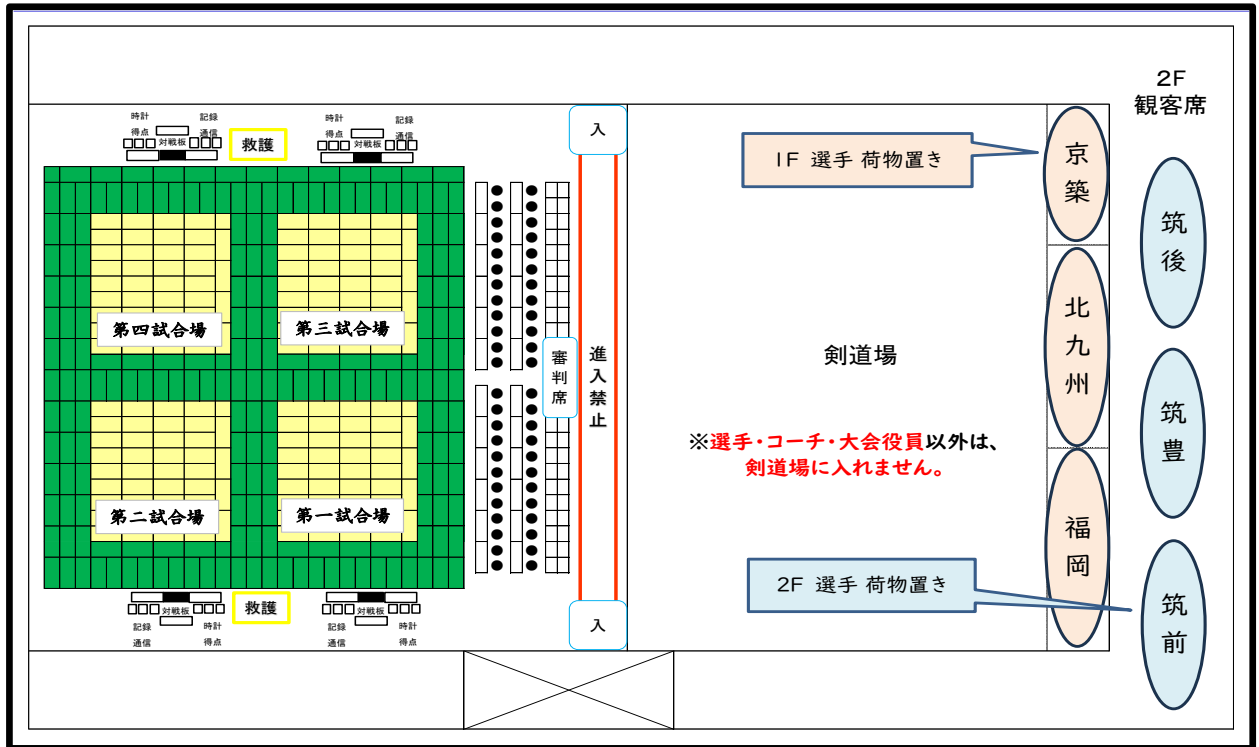 2F
観客席
時計
記録
得点
対戦板
通信
救護
時計
記録
得点
対戦板
通信
入
1F 選手 荷物置き
京築
筑後
第四試合場
第三試合場
審判席
進入禁止
剣道場
北九州
筑豊
※選手・コーチ・大会役員以外は、
剣道場に入れません。
第二試合場
第一試合場
福岡
2F 選手 荷物置き
筑前
対戦板
救護
対戦板
記録
時計
通信
得点
記録
時計
通信
得点
入